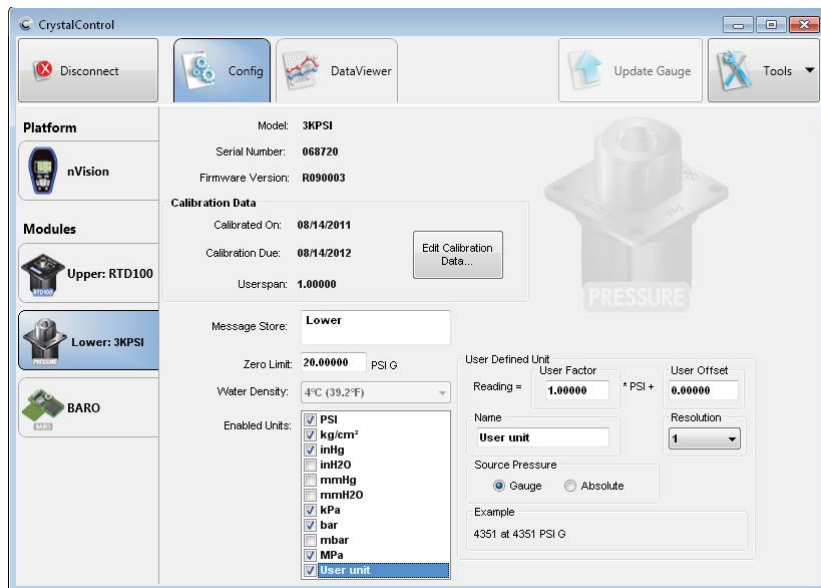 CrystalControl
Disconnect
Config
DataViewer
Update Gauge
Tools
Platform
nVision
Modules
Upper: RTD100
RTD100
Lower: 3KPSI
PRESSURE
BARO
BARO
Model: 3KPSI
Serial Number: 068720
Firmware Version: R090003
Calibration Data
Calibrated On: 08/14/2011
Calibration Due: 08/14/2012
Userspan: 1.00000
Edit Calibration
Data...
PRESSURE
Message Store: Lower
Zero Limit: 20.00000 PSI G
Water Density: 4°C (39.2°F)
Enabled Units:
PSI
kg/cm²
inHg
inH2O
mmHg
mmH2O
kPa
bar
mbar
MPa
User unit
User Defined Unit
User Factor
User Offset
Reading = 1.00000 * PSI + 0.00000
Name
User unit
Resolution
1
Source Pressure
Gauge
Absolute
Example
4351 at 4351 PSI G